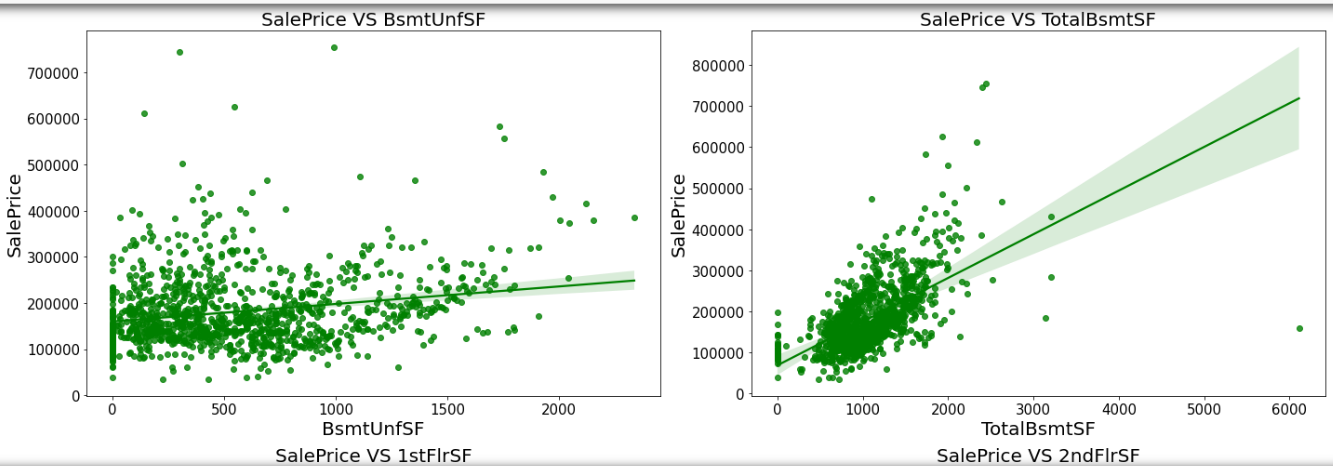 SalePrice VS BsmtUnfSF
SalePrice
700000
600000
500000
400000
300000
200000
100000
0
0 500 1000 1500 2000
BsmtUnfSF
SalePrice VS TotalBsmtSF
SalePrice
800000
700000
600000
500000
400000
300000
200000
100000
0
0 1000 2000 3000 4000 5000 6000
TotalBsmtSF
SalePrice VS 1stFlrSF
SalePrice VS 2ndFlrSF